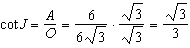 cot J = A/O = 6/(6√3) · √3/√3 = √3/3